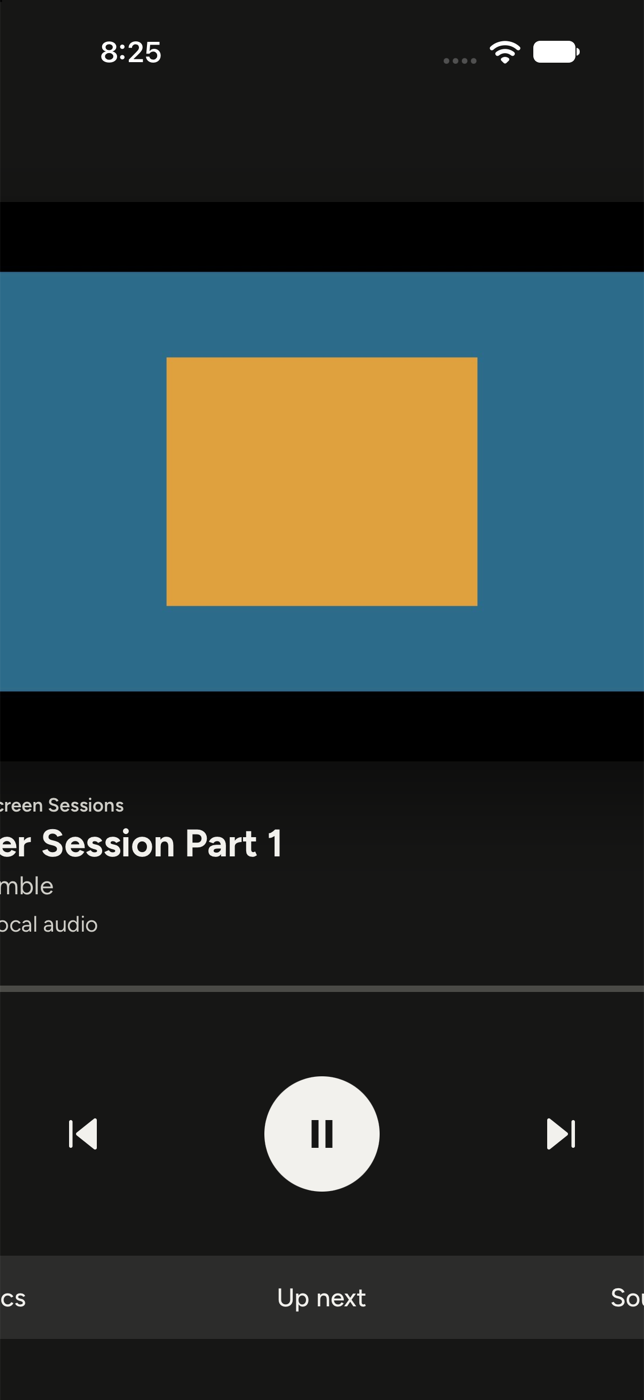 8:25
creen Sessions
er Session Part 1
mble
ocal audio
cs
Up next
Sou